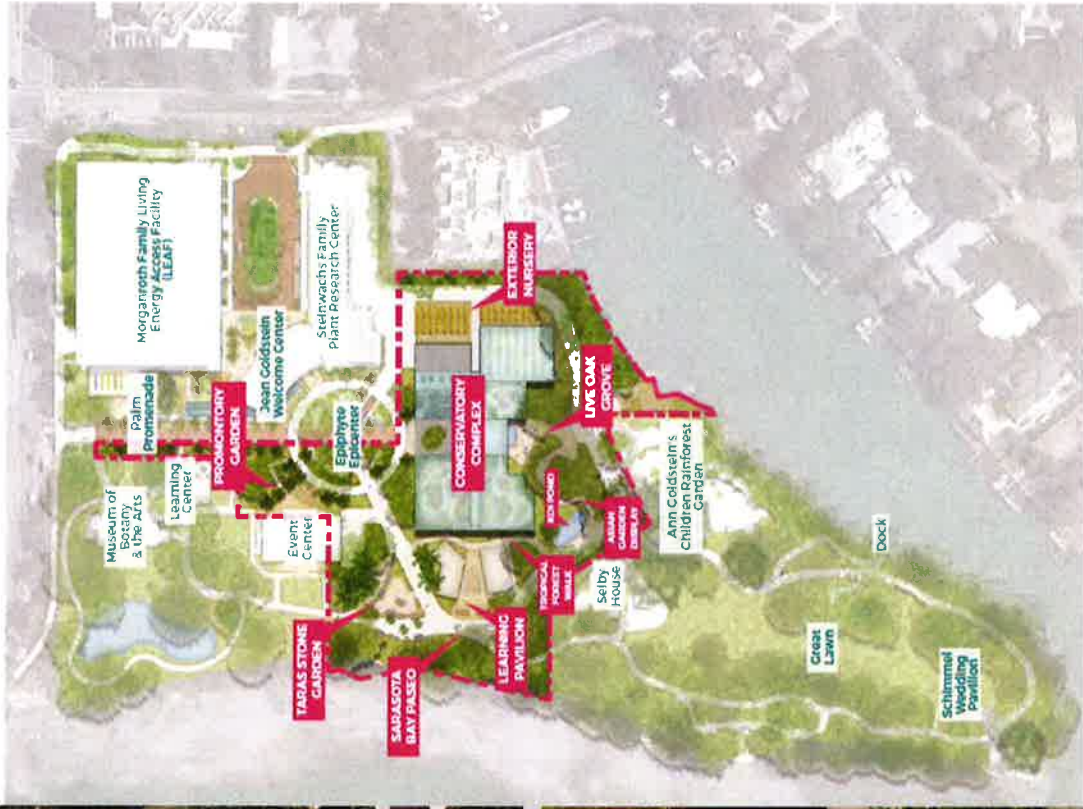 Morganroth Family Living
Energy Access Facility
(LEAF)
Steinwachs Family
Plant Research Center
Jean Goldstein
Welcome Center
Palm
Promenade
PROMONTORY
GARDEN
Epiphyte
Epicenter
Learning
Center
Museum of
Botany
& the Arts
Event
Center
EXTERIOR
NURSERY
CONSERVATORY
COMPLEX
LIVE OAK
GROVE
KOI POND
ASIAN
GARDEN
DISPLAY
TROPICAL
FOREST
WALK
LEARNING
PAVILION
TARAS STONE
GARDEN
SARASOTA
BAY PASEO
Selby
House
Ann Goldstein's
Children Rainforest
Garden
Dock
Great
Lawn
Schimmel
Wedding
Pavilion